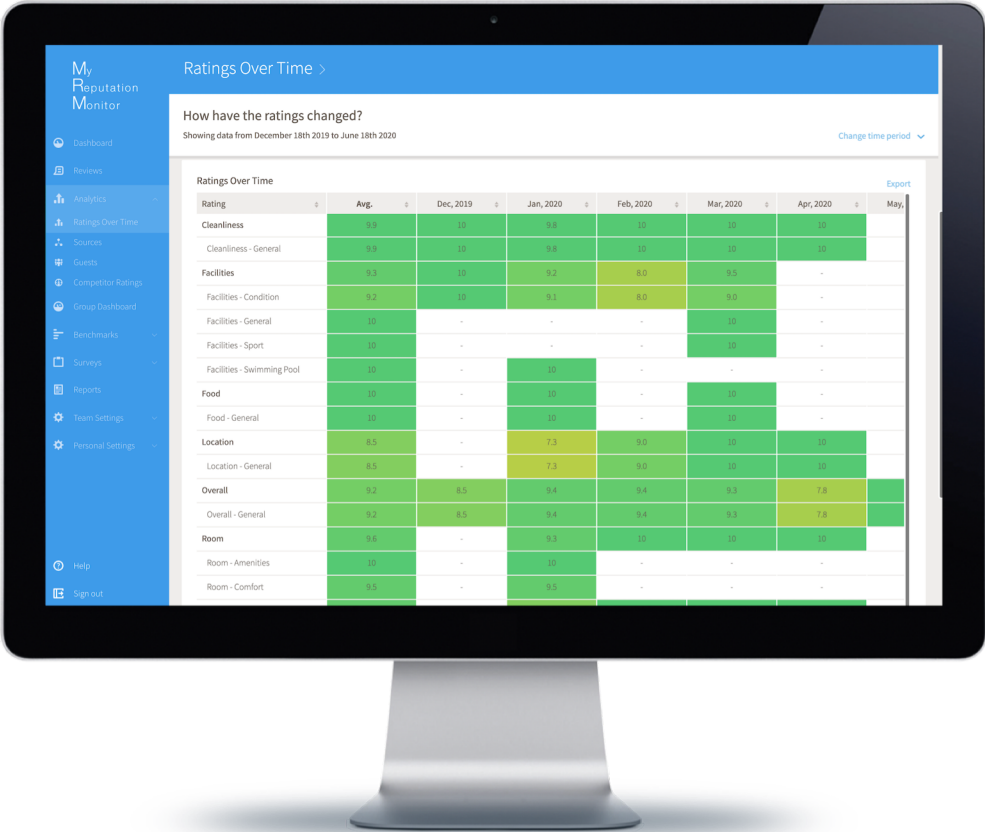 My
Reputation
Monitor
Dashboard
Reviews
Analytics
Ratings Over Time
Sources
Guests
Competitor Ratings
Group Dashboard
Benchmarks
Surveys
Reports
Team Settings
Personal Settings
Help
Sign out
Ratings Over Time >
How have the ratings changed?
Showing data from December 18th 2019 to June 18th 2020
Change time period
Ratings Over Time
Export
Rating Avg. Dec, 2019 Jan, 2020 Feb, 2020 Mar, 2020 Apr, 2020 May,
Cleanliness 9.9 10 9.8 10 10 10
Cleanliness - General 9.9 10 9.8 10 10 10
Facilities 9.3 10 9.2 8.0 9.5 -
Facilities - Condition 9.2 10 9.1 8.0 9.0 -
Facilities - General 10 - - - 10 -
Facilities - Sport 10 - - - 10 -
Facilities - Swimming Pool 10 - 10 - - -
Food 10 - 10 - 10 -
Food - General 10 - 10 - 10 -
Location 8.5 - 7.3 9.0 10 10
Location - General 8.5 - 7.3 9.0 10 10
Overall 9.2 8.5 9.4 9.4 9.3 7.8
Overall - General 9.2 8.5 9.4 9.4 9.3 7.8
Room 9.6 - 9.3 10 10 10
Room - Amenities 10 - 10 - - -
Room - Comfort 9.5 - 9.5 - - -